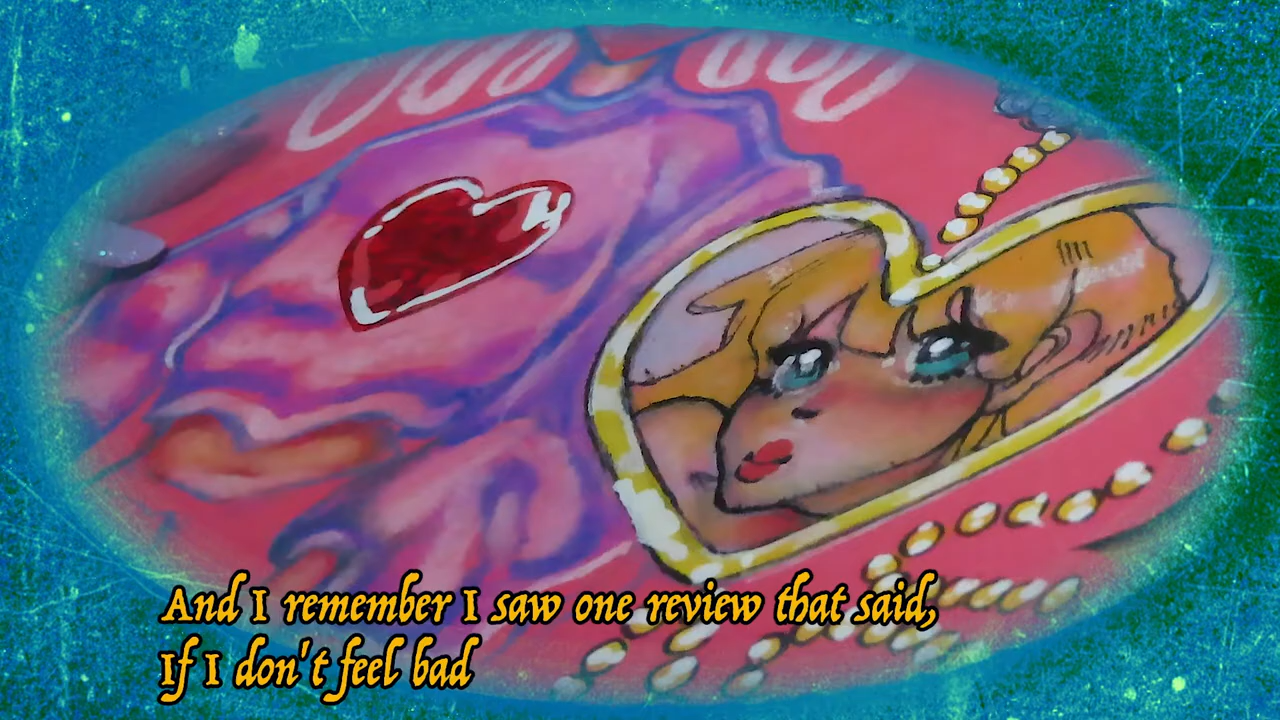 And I remember I saw one review that said,
If I don't feel bad